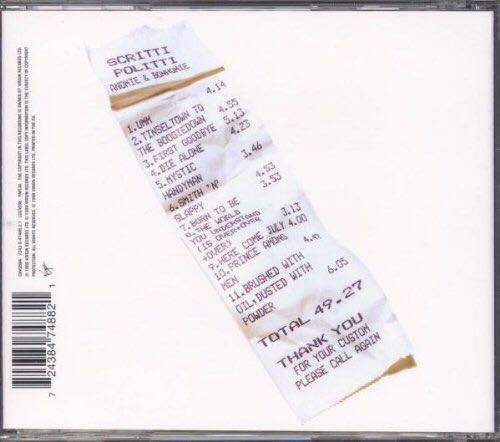 SCRITTI
POLITTI
ANOMIE & BONHOMIE
1.UMM 4.14
2.TINSELTOWN TO
THE BOOGIEDOWN 4.55
3.FIRST GOODBYE 5.13
4.DIE ALONE 4.23
5.MYSTIC
HANDYMAN 3.46
6.SMITH 'N'
SLAPPY 4.53
7.BORN TO BE 3.53
8.THE WORLD
YOU UNDERSTAND
(IS OVER+OVER
+OVER) 3.13
9.HERE COME JULY 4.00
10.PRINCE AMONG
MEN 4.47
11.BRUSHED WITH
OIL,DUSTED WITH
POWDER 6.05
TOTAL 49.27
THANK YOU
FOR YOUR CUSTOM
PLEASE CALL AGAIN
7 24384 74882 1